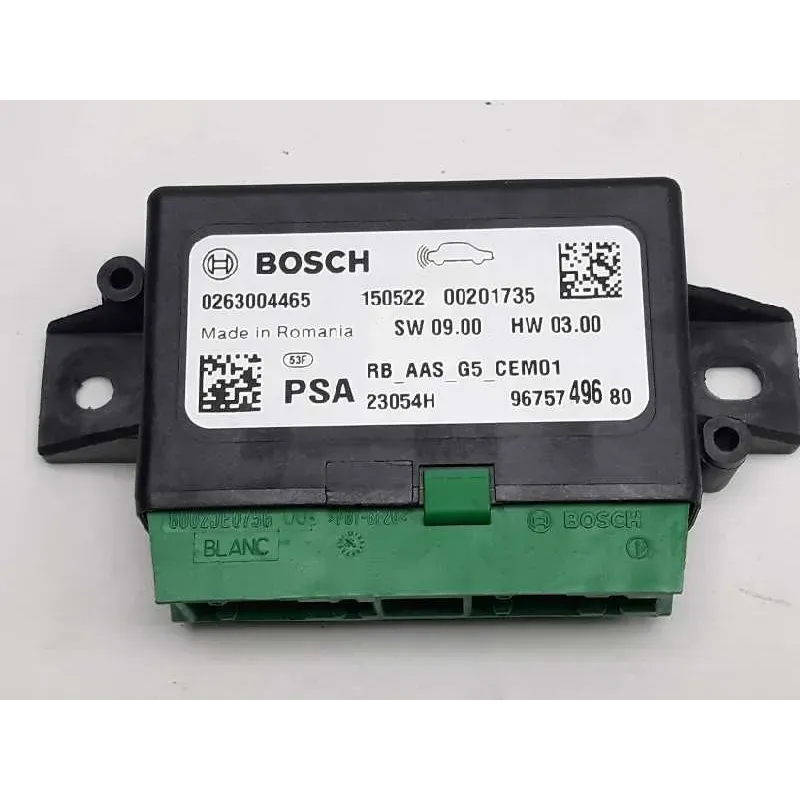 BOSCH
0263004465 150522 00201735
Made in Romania SW 09.00 HW 03.00
53F
PSA RB_AAS_G5_CEM01
23054H 96757 496 80
BOSCH
BLANC